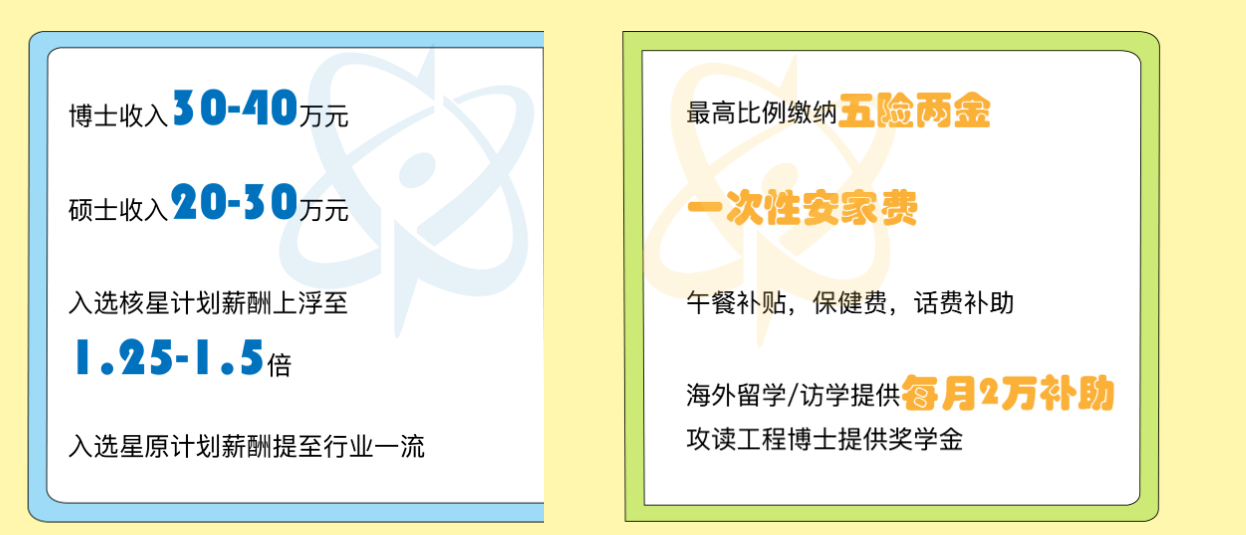 博士收入30-40万元
硕士收入20-30万元
入选核星计划薪酬上浮至
1.25-1.5倍
入选星原计划薪酬提至行业一流
最高比例缴纳五险两金
一次性安家费
午餐补贴，保健费，话费补助
海外留学/访学提供每月2万补助
攻读工程博士提供奖学金